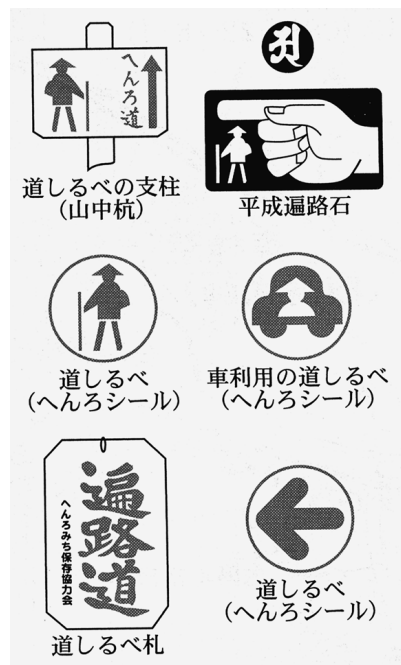 へんろ道
道しるべの支柱
（山中杭）
平成遍路石
道しるべ
（へんろシール）
車利用の道しるべ
（へんろシール）
遍路道
へんろみち保存協力会
道しるべ札
道しるべ
（へんろシール）